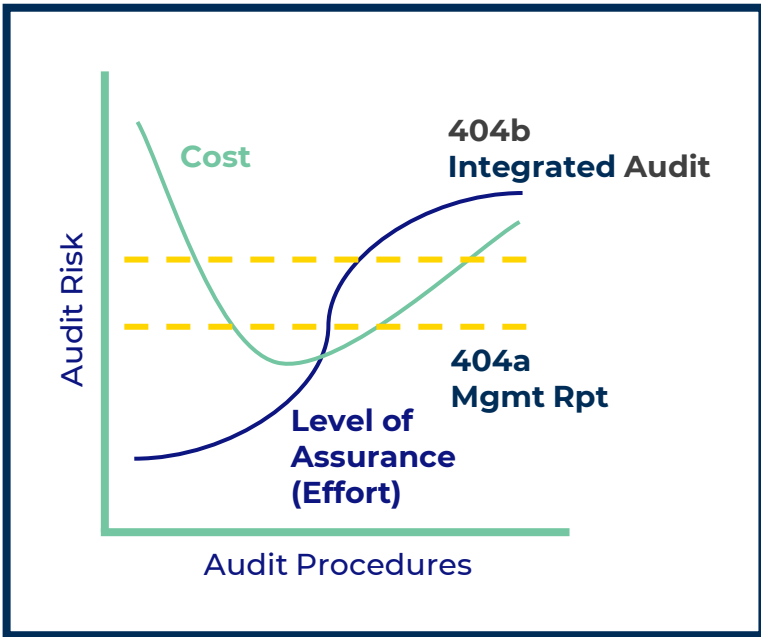 404b
Integrated Audit
Cost
Audit Risk
404a
Mgmt Rpt
Level of
Assurance
(Effort)
Audit Procedures